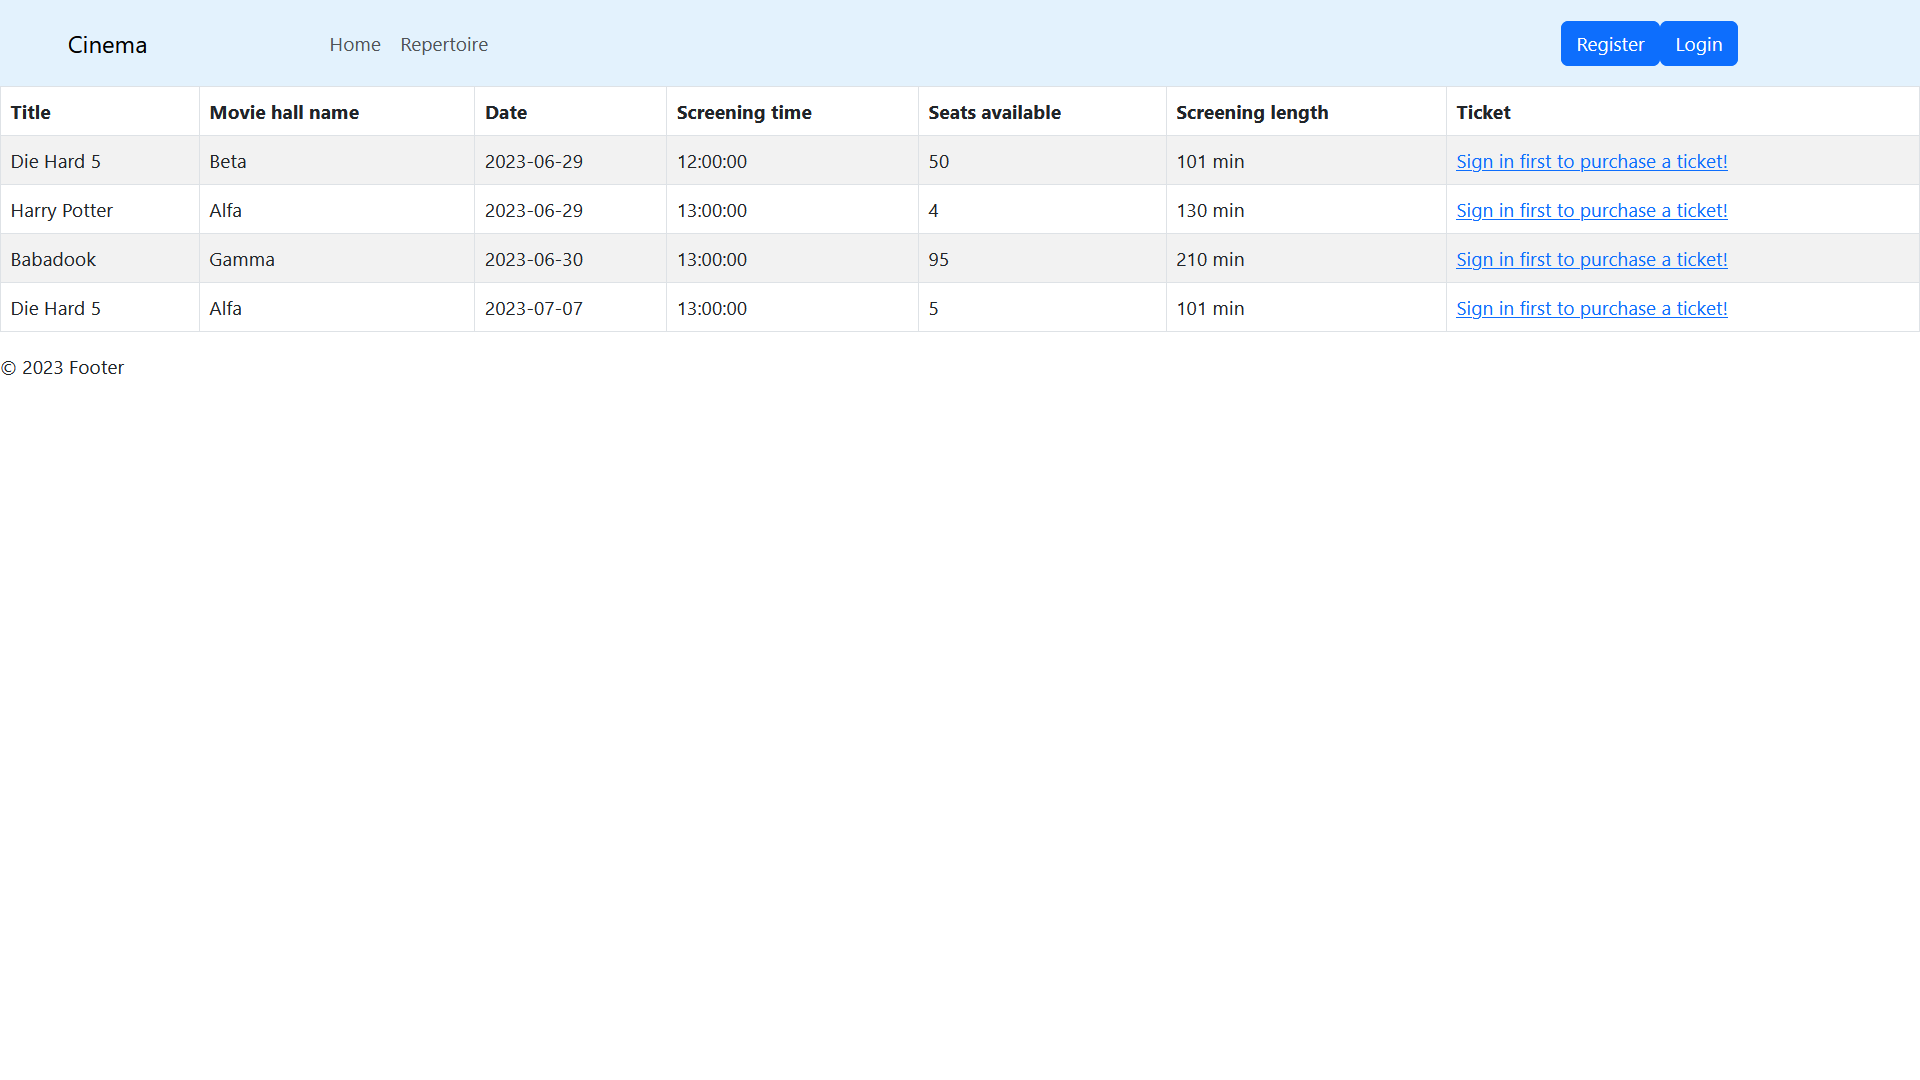 Cinema Home Repertoire Register Login
Title Movie hall name Date Screening time Seats available Screening length Ticket
Die Hard 5 Beta 2023-06-29 12:00:00 50 101 min Sign in first to purchase a ticket!
Harry Potter Alfa 2023-06-29 13:00:00 4 130 min Sign in first to purchase a ticket!
Babadook Gamma 2023-06-30 13:00:00 95 210 min Sign in first to purchase a ticket!
Die Hard 5 Alfa 2023-07-07 13:00:00 5 101 min Sign in first to purchase a ticket!
© 2023 Footer